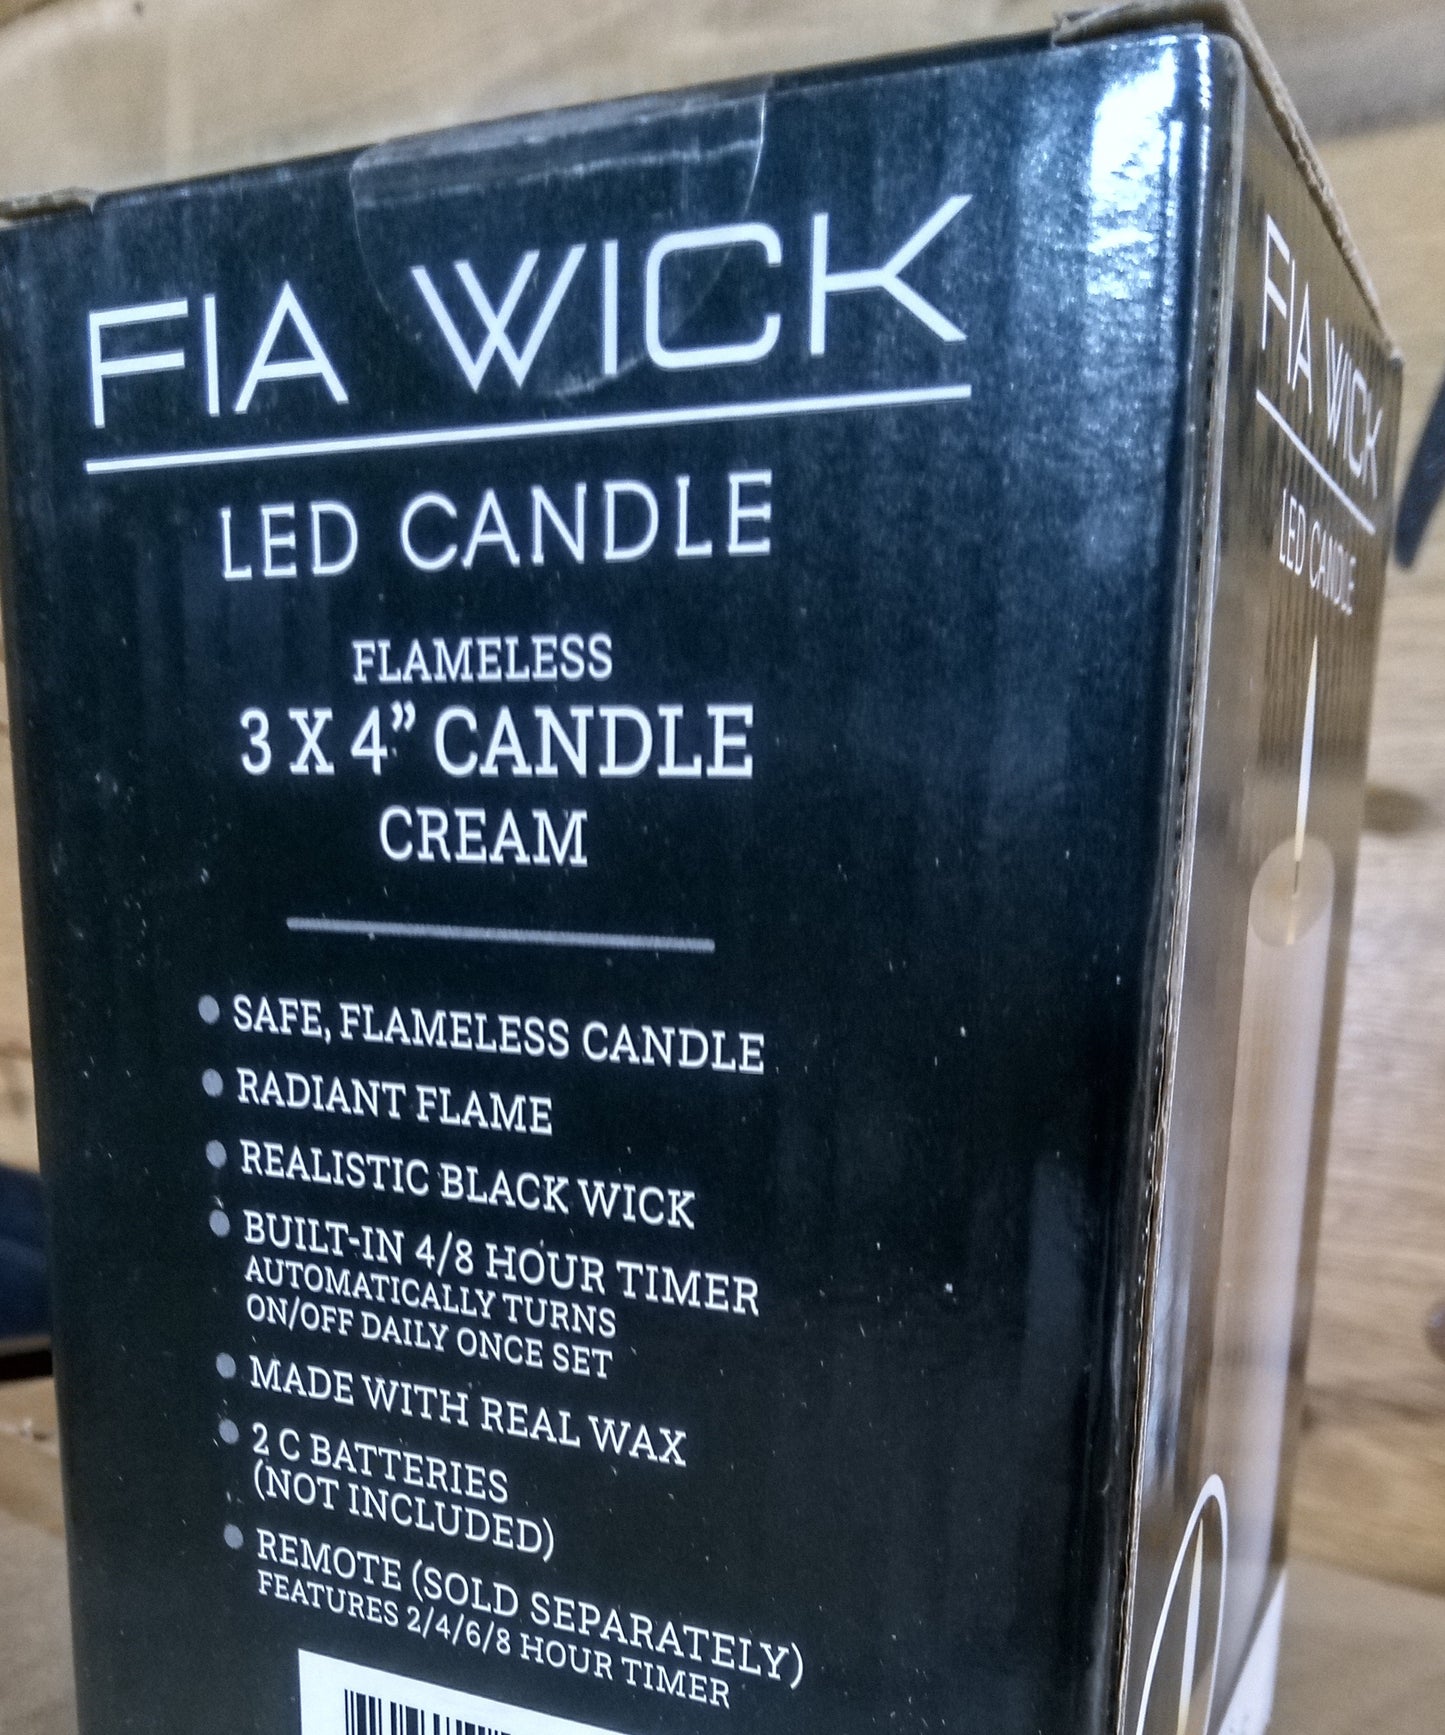 FIA WICK
LED CANDLE
FLAMELESS
3 X 4” CANDLE
CREAM
SAFE, FLAMELESS CANDLE
RADIANT FLAME
REALISTIC BLACK WICK
BUILT-IN 4/8 HOUR TIMER
AUTOMATICALLY TURNS
ON/OFF DAILY ONCE SET
MADE WITH REAL WAX
2 C BATTERIES
(NOT INCLUDED)
REMOTE (SOLD SEPARATELY)
FEATURES 2/4/6/8 HOUR TIMER
FIA WICK
LED CANDLE